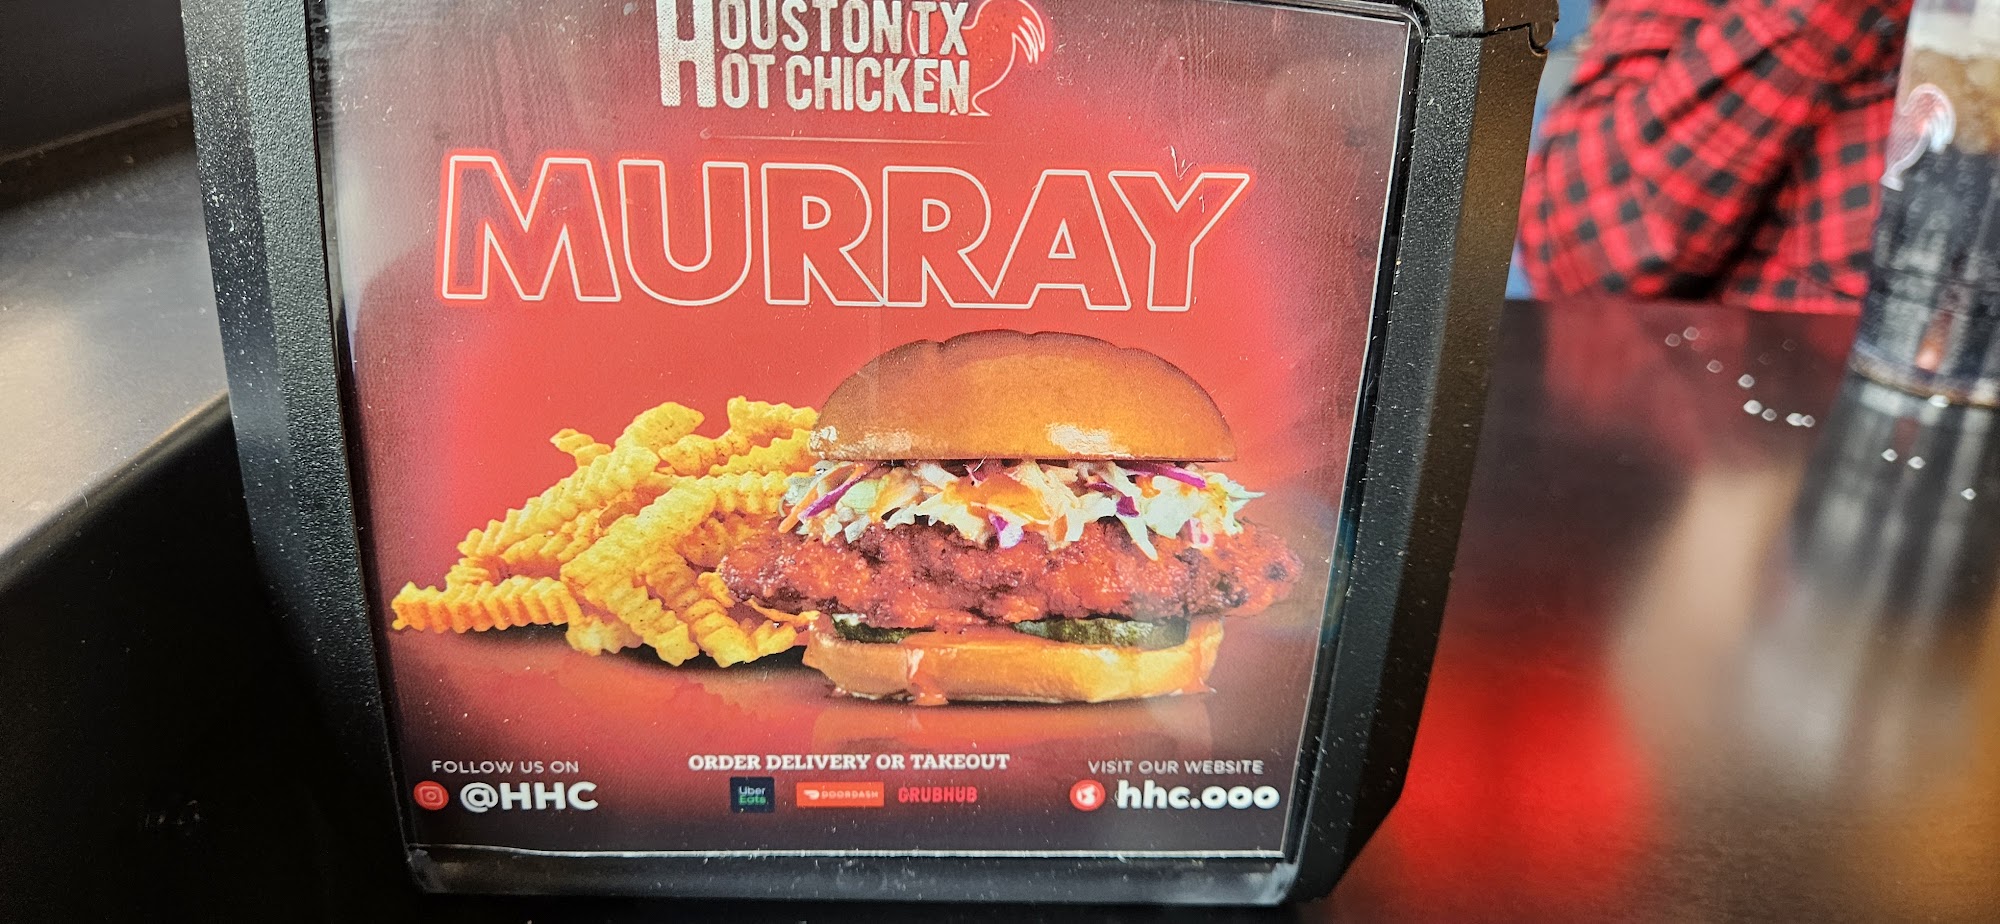 HOUSTON TX
HOT CHICKEN
MURRAY
FOLLOW US ON
@HHC
ORDER DELIVERY OR TAKEOUT
Uber
Eats
DOORDASH
GRUBHUB
VISIT OUR WEBSITE
hhc.ooo